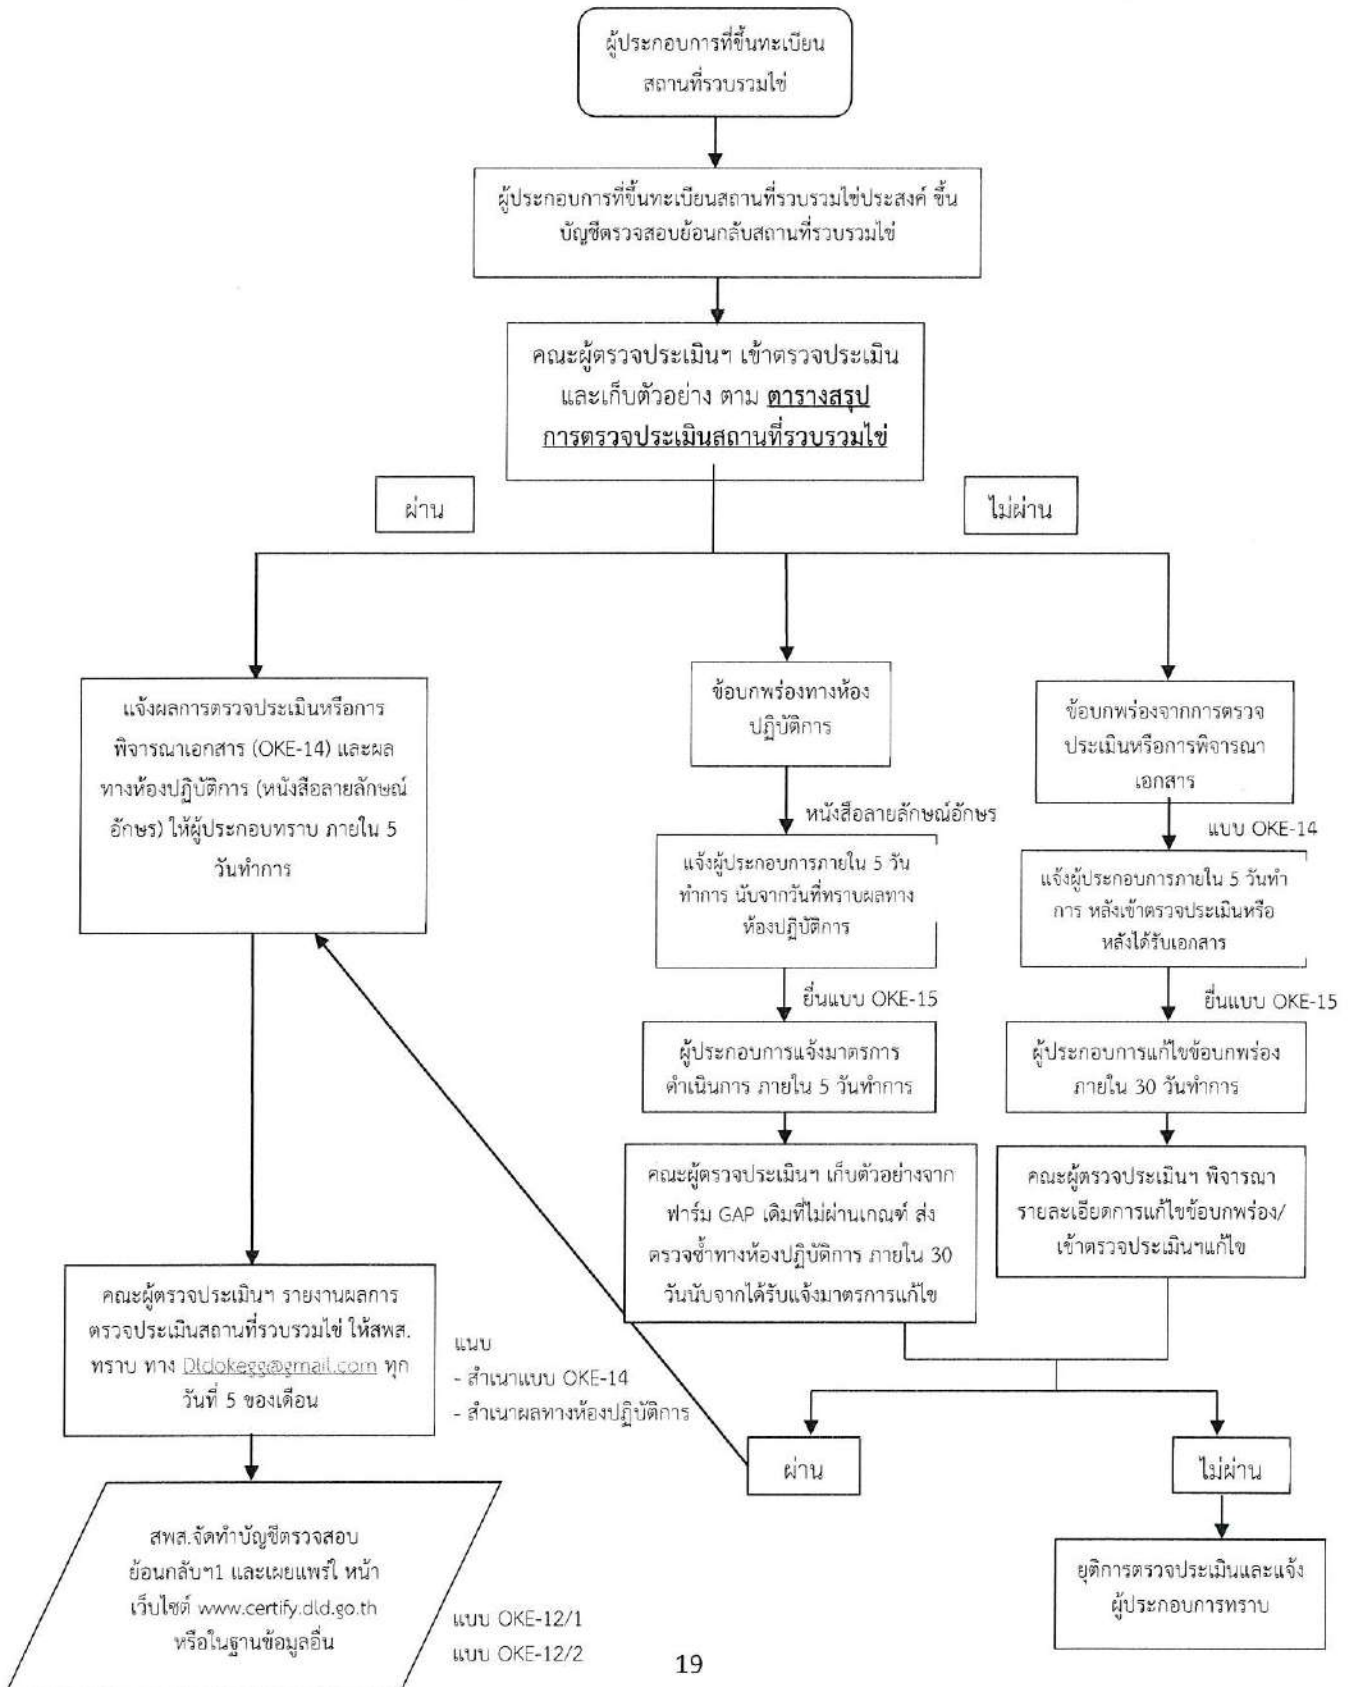 ผู้ประกอบการที่ขึ้นทะเบียน
สถานที่รวบรวมไข่
ผู้ประกอบการที่ขึ้นทะเบียนสถานที่รวบรวมไข่ประสงค์ ขึ้น
บัญชีตรวจสอบย้อนกลับสถานที่รวบรวมไข่
คณะผู้ตรวจประเมินฯ เข้าตรวจประเมิน
และเก็บตัวอย่าง ตาม ตารางสรุป
การตรวจประเมินสถานที่รวบรวมไข่
ผ่าน
ไม่ผ่าน
แจ้งผลการตรวจประเมินหรือการ
พิจารณาเอกสาร (OKE-14) และผล
ทางห้องปฏิบัติการ (หนังสือลายลักษณ์
อักษร) ให้ผู้ประกอบทราบ ภายใน 5
วันทำการ
ข้อบกพร่องทางห้อง
ปฏิบัติการ
หนังสือลายลักษณ์อักษร
แจ้งผู้ประกอบการภายใน 5 วัน
ทำการ นับจากวันที่ทราบผลทาง
ห้องปฏิบัติการ
ยื่นแบบ OKE-15
ผู้ประกอบการแจ้งมาตรการ
ดำเนินการ ภายใน 5 วันทำการ
คณะผู้ตรวจประเมินฯ เก็บตัวอย่างจาก
ฟาร์ม GAP เดิมที่ไม่ผ่านเกณฑ์ ส่ง
ตรวจซ้ำทางห้องปฏิบัติการ ภายใน 30
วันนับจากได้รับแจ้งมาตรการแก้ไข
ข้อบกพร่องจากการตรวจ
ประเมินหรือการพิจารณา
เอกสาร
แบบ OKE-14
แจ้งผู้ประกอบการภายใน 5 วันทำ
การ หลังเข้าตรวจประเมินหรือ
หลังได้รับเอกสาร
ยื่นแบบ OKE-15
ผู้ประกอบการแก้ไขข้อบกพร่อง
ภายใน 30 วันทำการ
คณะผู้ตรวจประเมินฯ พิจารณา
รายละเอียดการแก้ไขข้อบกพร่อง/
เข้าตรวจประเมินฯแก้ไข
คณะผู้ตรวจประเมินฯ รายงานผลการ
ตรวจประเมินสถานที่รวบรวมไข่ ให้สพส.
ทราบ ทาง Dldokegg@gmail.com ทุก
วันที่ 5 ของเดือน
แนบ
- สำเนาแบบ OKE-14
- สำเนาผลทางห้องปฏิบัติการ
ผ่าน
ไม่ผ่าน
สพส.จัดทำบัญชีตรวจสอบ
ย้อนกลับฯ1 และเผยแพร่ใ หน้า
เว็บไซต์ www.certify.dld.go.th
หรือในฐานข้อมูลอื่น
แบบ OKE-12/1
แบบ OKE-12/2
ยุติการตรวจประเมินและแจ้ง
ผู้ประกอบการทราบ
19